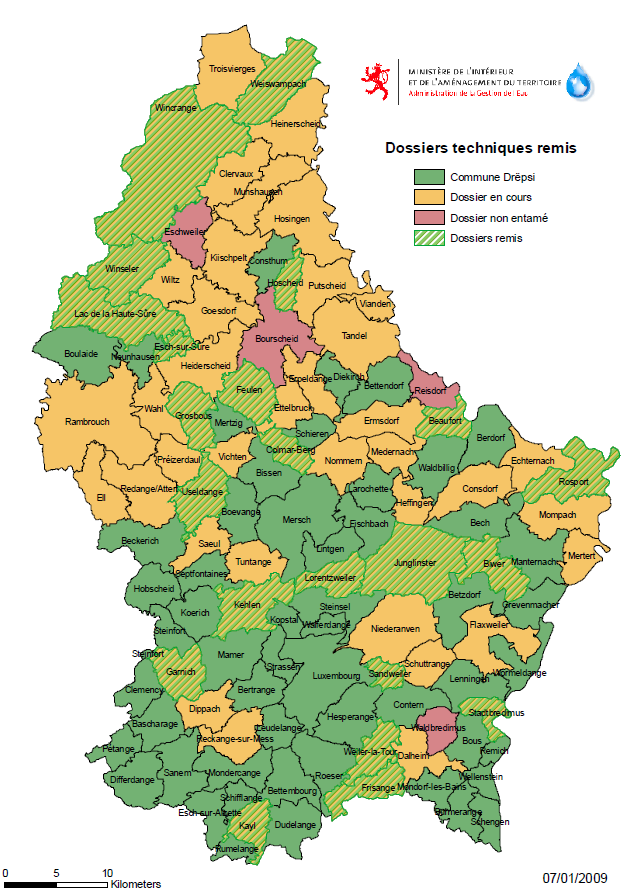 MINISTÈRE DE L'INTÉRIEUR
ET DE L'AMÉNAGEMENT DU TERRITOIRE
Administration de la Gestion de l'Eau
Dossiers techniques remis
Commune Drëpsi
Dossier en cours
Dossier non entamé
Dossiers remis
Troisvierges
Weiswampach
Wincrange
Heinerscheid
Clervaux
Munshausen
Hosingen
Eschweiler
Kiischpelt
Consthum
Winseler
Wiltz
Hoscheid
Putscheid
Vianden
Lac de la Haute-Sûre
Goesdorf
Tandel
Bourscheid
Esch-sur-Sûre
Boulaide
Neunhausen
Heiderscheid
Erpeldange
Diekirch
Bettendorf
Reisdorf
Feulen
Rambrouch
Wahl
Grosbous
Mertzig
Ettelbruck
Schieren
Ermsdorf
Beaufort
Berdorf
Colmar-Berg
Préizerdaul
Vichten
Nommern
Medernach
Waldbillig
Echternach
Bissen
Rosport
Ell
Redange/Attert
Useldange
Larochette
Heffingen
Consdorf
Boevange
Mersch
Fischbach
Bech
Mompach
Beckerich
Saeul
Lintgen
Tuntange
Junglinster
Biwer
Manternach
Mertert
Septfontaines
Lorentzweiler
Hobscheid
Betzdorf
Kehlen
Koerich
Steinsel
Grevenmacher
Kopstal
Walferdange
Steinfort
Niederanven
Flaxweiler
Steinfort
Mamer
Garnich
Strassen
Schuttrange
Sandweiler
Luxembourg
Lenningen
Wormeldange
Clemency
Bertrange
Dippach
Contern
Stadtbredimus
Bascharage
Hesperange
Leudelange
Waldbredimus
Reckange-sur-Mess
Bous
Pétange
Weiler-la-Tour
Dalheim
Remich
Differdange
Sanem
Mondercange
Roeser
Wellenstein
Bettembourg
Frisange
Mondorf-les-Bains
Schifflange
Esch-sur-Alzette
Burmerange
Schengen
Kayl
Dudelange
Rumelange
0 5 10
Kilometers
07/01/2009